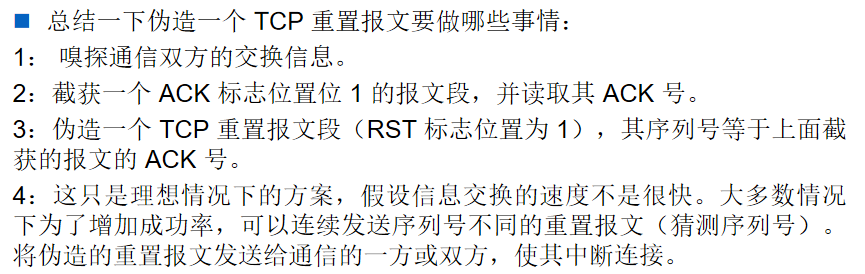 ■ 总结一下伪造一个 TCP 重置报文要做哪些事情：
1： 嗅探通信双方的交换信息。
2：截获一个 ACK 标志位置位 1 的报文段，并读取其 ACK 号。
3：伪造一个 TCP 重置报文段（RST 标志位置为 1），其序列号等于上面截
获的报文的 ACK 号。
4：这只是理想情况下的方案，假设信息交换的速度不是很快。大多数情况
下为了增加成功率，可以连续发送序列号不同的重置报文（猜测序列号）。
将伪造的重置报文发送给通信的一方或双方，使其中断连接。